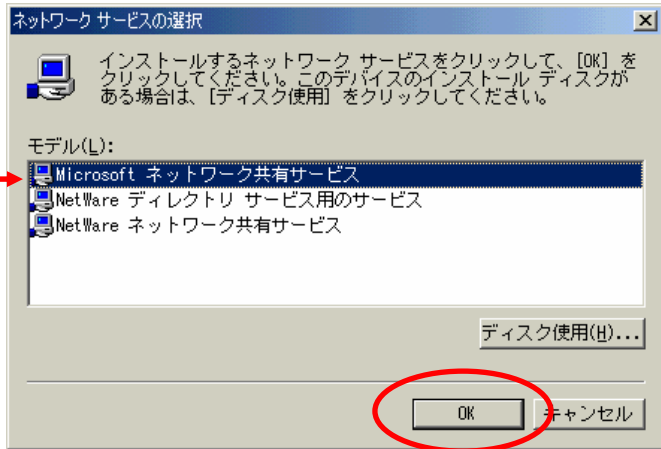 ネットワーク サービスの選択
インストールするネットワーク サービスをクリックして、[OK] を
クリックしてください。このデバイスのインストール ディスクが
ある場合は、[ディスク使用] をクリックしてください。
モデル(L):
Microsoft ネットワーク共有サービス
NetWare ディレクトリ サービス用のサービス
NetWare ネットワーク共有サービス
ディスク使用(H)...
OK キャンセル